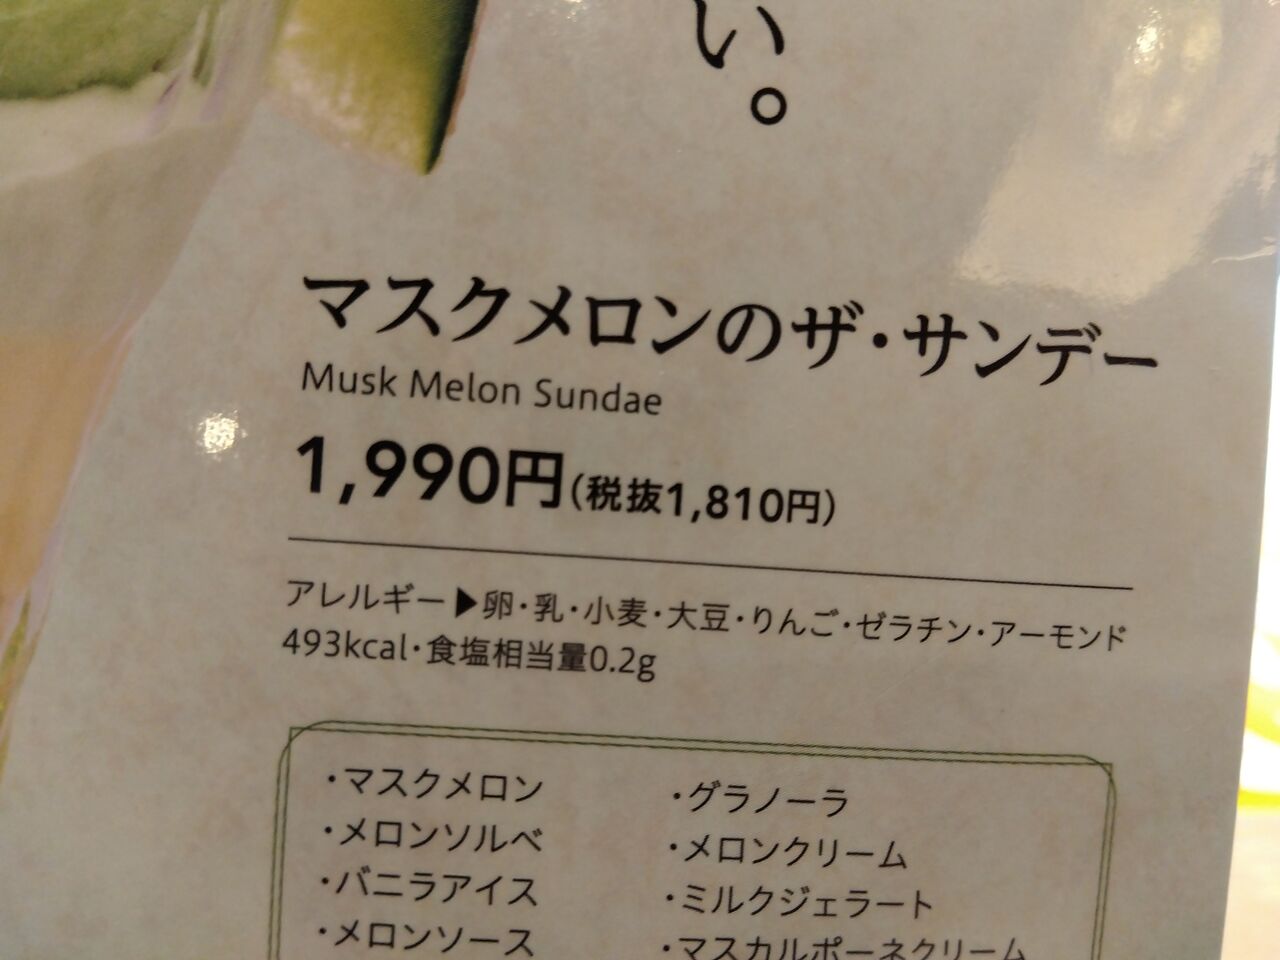 い。
マスクメロンのザ・サンデー
Musk Melon Sundae
1,990円(税抜1,810円)
アレルギー▶卵・乳・小麦・大豆・りんご・ゼラチン・アーモンド
493kcal・食塩相当量0.2g
・マスクメロン
・メロンソルベ
・バニラアイス
・メロンソース
・グラノーラ
・メロンクリーム
・ミルクジェラート
・マスカルポーネクリーム